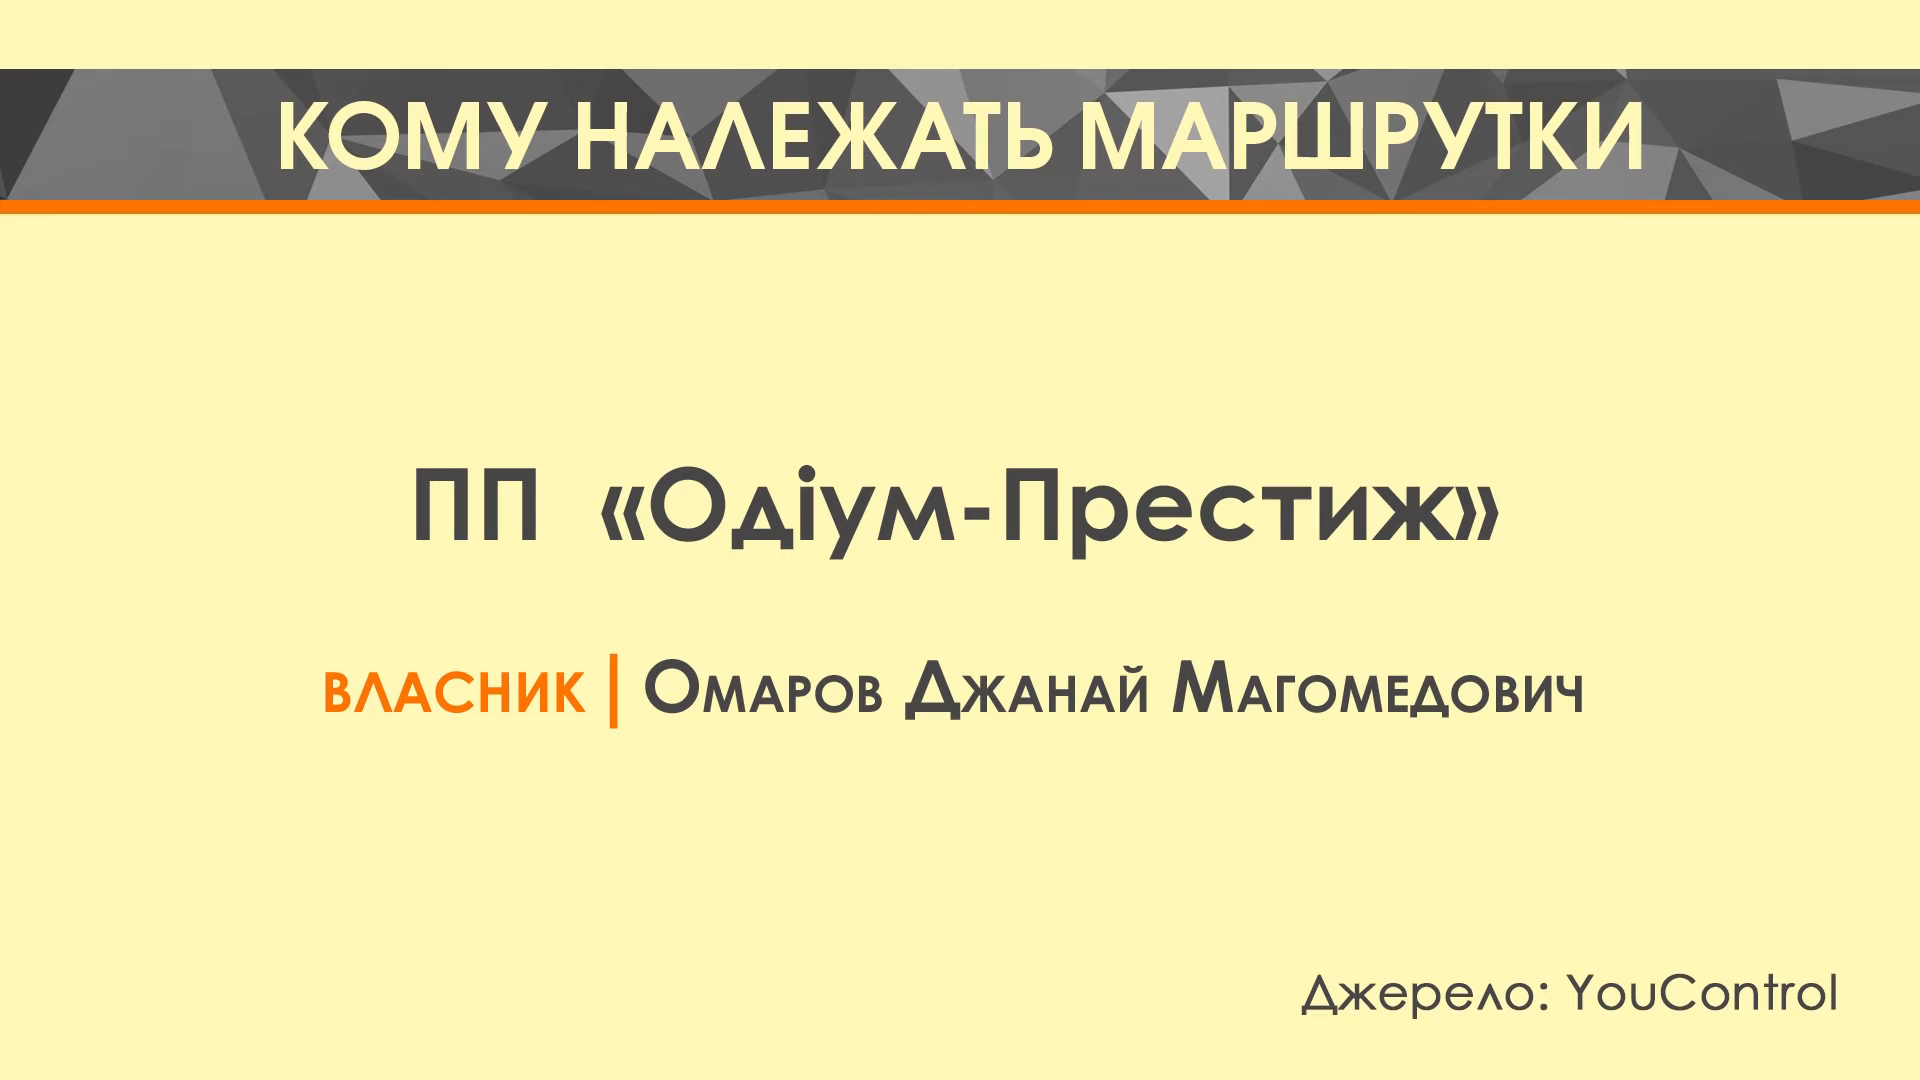 КОМУ НАЛЕЖАТЬ МАРШРУТКИ
ПП «Одіум-Престиж»
ВЛАСНИК | Омаров Джанай Магомедович
Джерело: YouControl